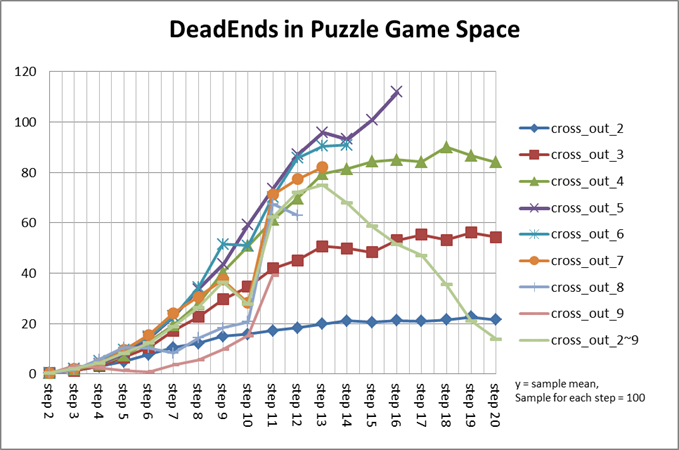 DeadEnds in Puzzle Game Space
120
100
80
60
40
20
0
step 2
step 3
step 4
step 5
step 6
step 7
step 8
step 9
step 10
step 11
step 12
step 13
step 14
step 15
step 16
step 17
step 18
step 19
step 20
cross_out_2
cross_out_3
cross_out_4
cross_out_5
cross_out_6
cross_out_7
cross_out_8
cross_out_9
cross_out_2~9
y = sample mean,
Sample for each step = 100